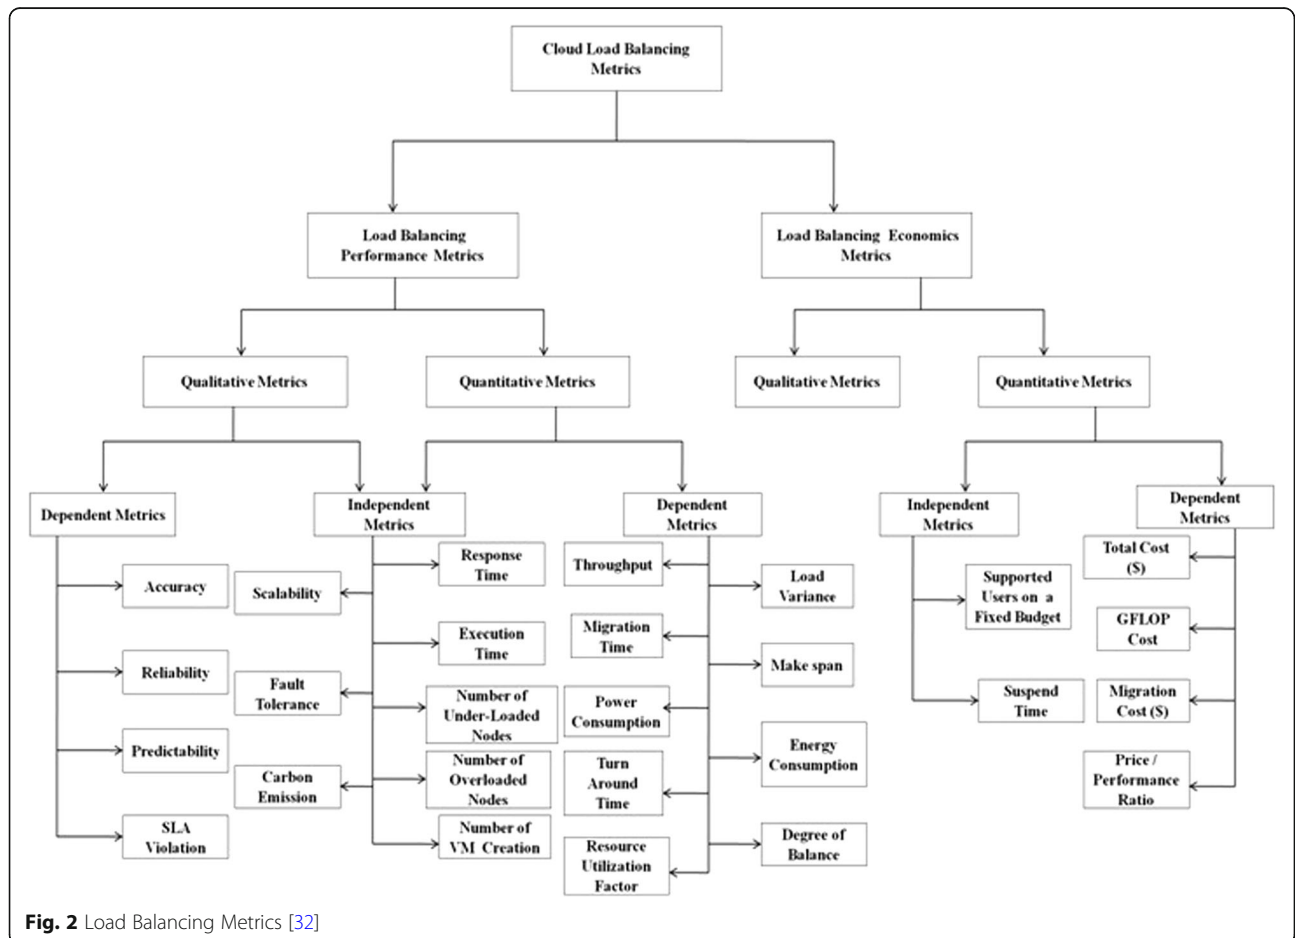 Cloud Load Balancing
Metrics
Load Balancing
Performance Metrics
Load Balancing Economics
Metrics
Qualitative Metrics
Quantitative Metrics
Qualitative Metrics
Quantitative Metrics
Dependent Metrics
Independent
Metrics
Dependent
Metrics
Independent
Metrics
Dependent
Metrics
Accuracy
Reliability
Predictability
SLA
Violation
Scalability
Fault
Tolerance
Carbon
Emission
Response
Time
Execution
Time
Number of
Under-Loaded
Nodes
Number of
Overloaded
Nodes
Number of
VM Creation
Throughput
Migration
Time
Power
Consumption
Turn
Around
Time
Resource
Utilization
Factor
Load
Variance
Make span
Energy
Consumption
Degree of
Balance
Supported
Users on a
Fixed Budget
Suspend
Time
Total Cost
($)
GFLOP
Cost
Migration
Cost ($)
Price /
Performance
Ratio
Fig. 2 Load Balancing Metrics [32]